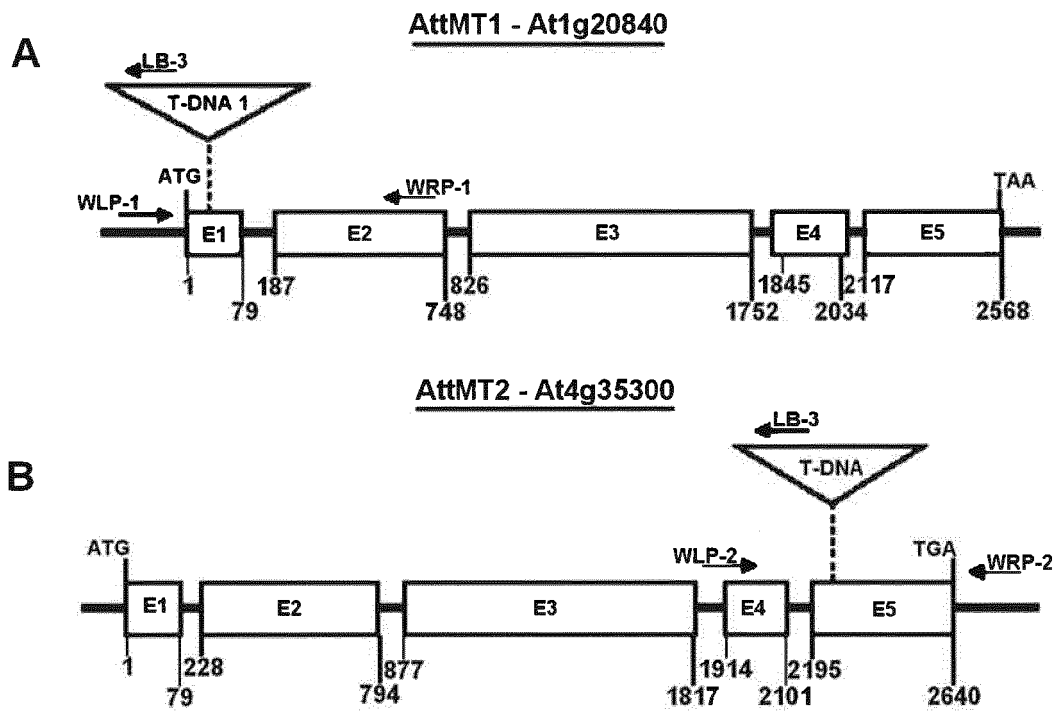 AttMT1 - At1g20840
A
LB-3
T-DNA 1
ATG
WLP-1
WRP-1
TAA
E1
E2
E3
E4
E5
1
187
826
1845
2117
79
748
1752
2034
2568
AttMT2 - At4g35300
LB-3
B
T-DNA
ATG
WLP-2
TGA
WRP-2
E1
E2
E3
E4
E5
1
228
877
1914
2195
79
794
1817
2101
2640